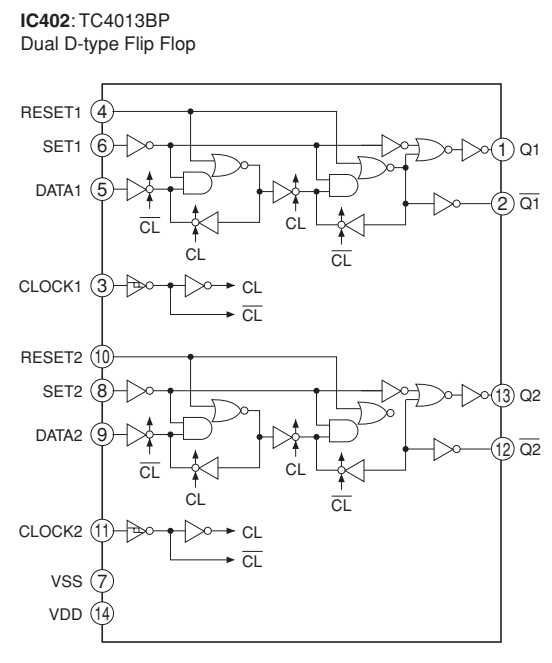 IC402: TC4013BP
Dual D-type Flip Flop
RESET1 4
SET1 6
1 Q1
DATA1 5
2 Q1̅
CL̅
CL
CL
CL̅
CLOCK1 3
CL
CL̅
RESET2 10
SET2 8
13 Q2
DATA2 9
12 Q2̅
CL̅
CL
CL
CL̅
CLOCK2 11
CL
CL̅
VSS 7
VDD 14